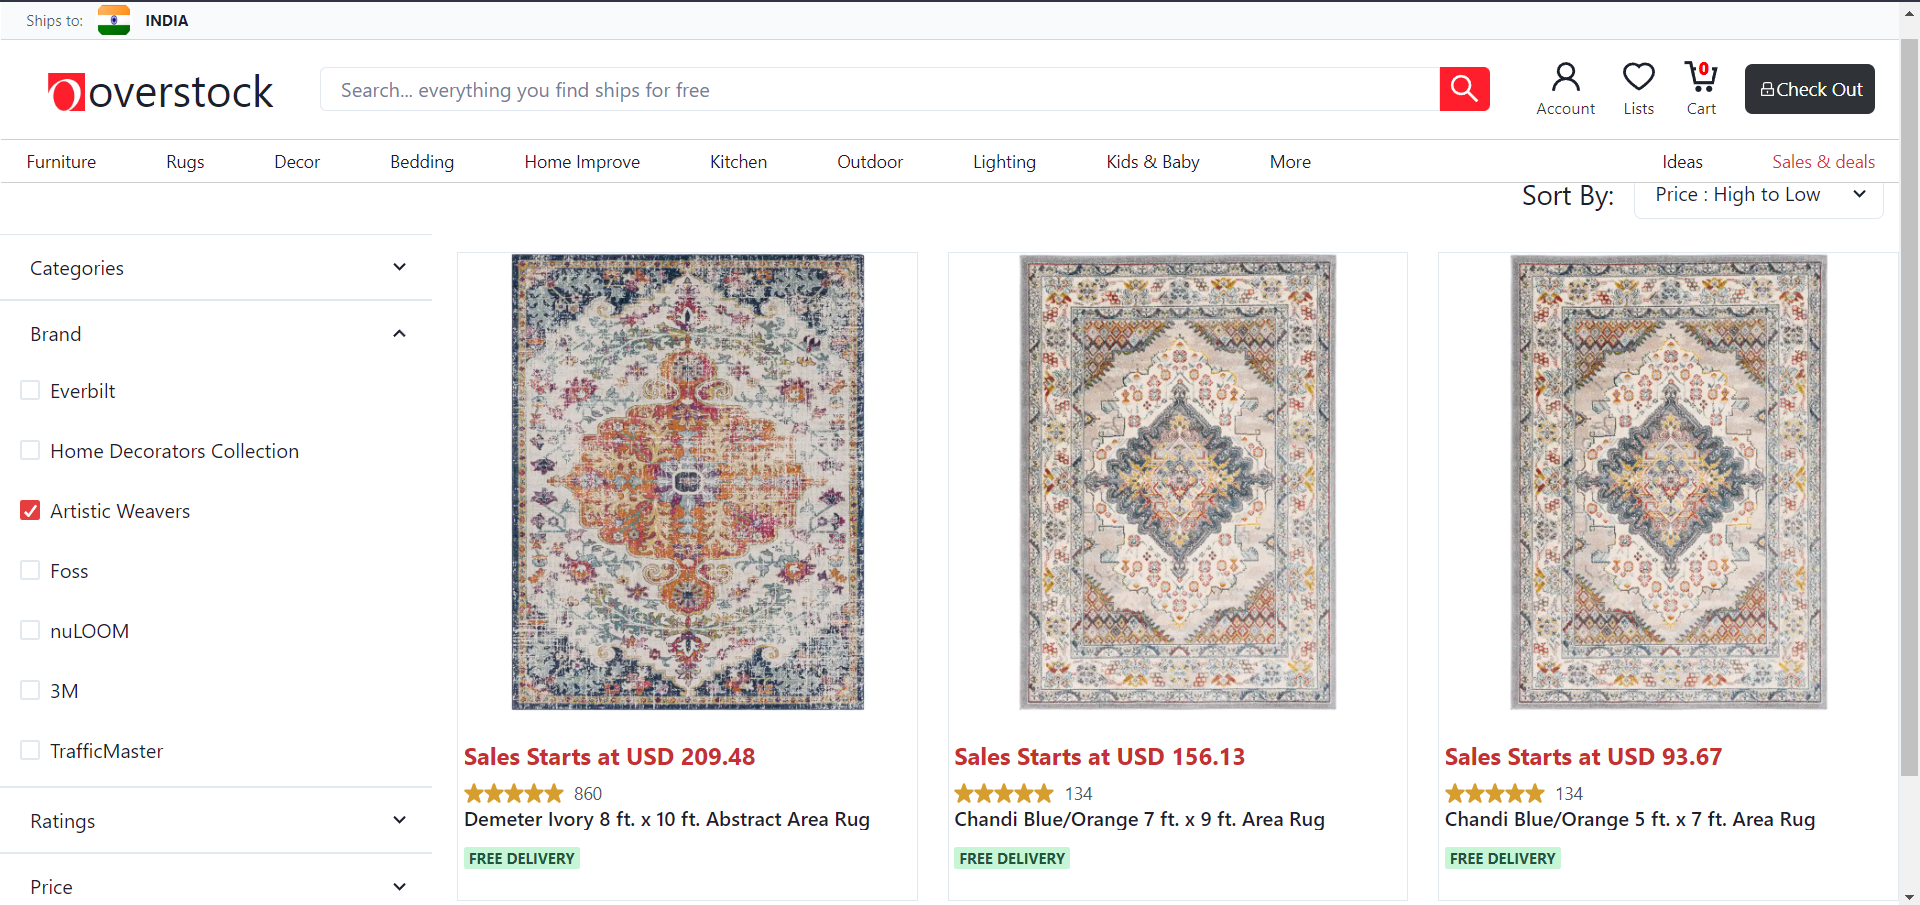 Ships to: INDIA
overstock
Search... everything you find ships for free
Account
Lists
0
Cart
Check Out
Furniture Rugs Decor Bedding Home Improve Kitchen Outdoor Lighting Kids & Baby More Ideas Sales & deals
Sort By: Price : High to Low
Categories
Brand
Everbilt
Home Decorators Collection
Artistic Weavers
Foss
nuLOOM
3M
TrafficMaster
Ratings
Price
Sales Starts at USD 209.48
860
Demeter Ivory 8 ft. x 10 ft. Abstract Area Rug
FREE DELIVERY
Sales Starts at USD 156.13
134
Chandi Blue/Orange 7 ft. x 9 ft. Area Rug
FREE DELIVERY
Sales Starts at USD 93.67
134
Chandi Blue/Orange 5 ft. x 7 ft. Area Rug
FREE DELIVERY